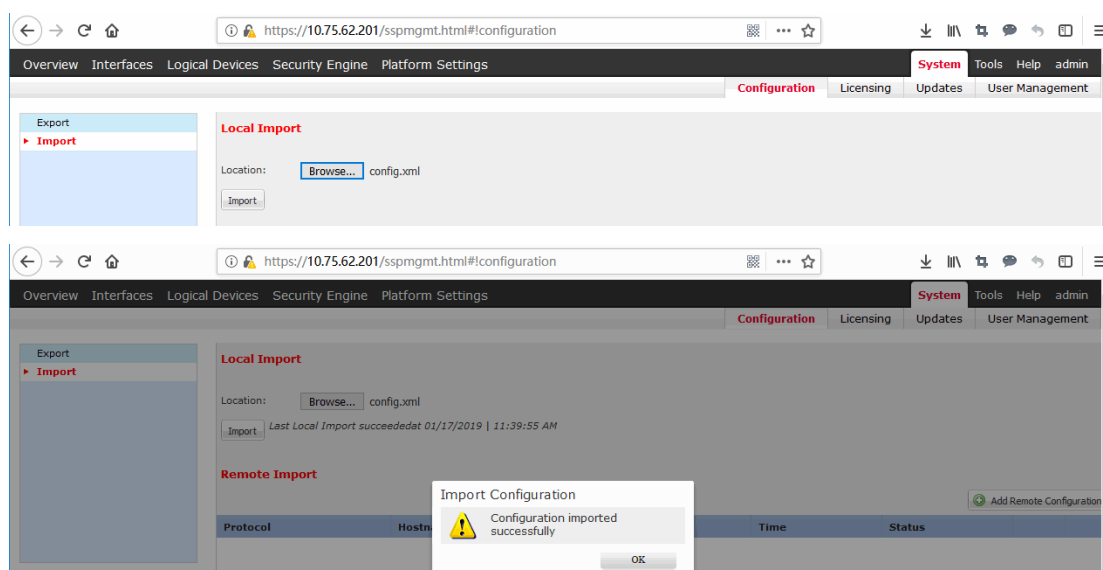 https://10.75.62.201/sspmgmt.html#!configuration
Overview Interfaces Logical Devices Security Engine Platform Settings System Tools Help admin
Configuration Licensing Updates User Management
Export
Import
Local Import
Location: Browse... config.xml
Import
https://10.75.62.201/sspmgmt.html#!configuration
Overview Interfaces Logical Devices Security Engine Platform Settings System Tools Help admin
Configuration Licensing Updates User Management
Export
Import
Local Import
Location: Browse... config.xml
Import Last Local Import succeededat 01/17/2019 | 11:39:55 AM
Remote Import
Add Remote Configuration
Protocol Time Status
Import Configuration
Configuration imported
successfully
OK